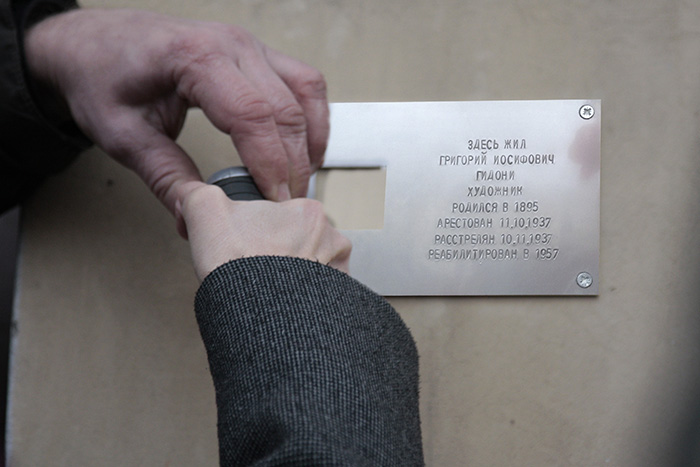 ЗДЕСЬ ЖИЛ
ГРИГОРИЙ ИОСИФОВИЧ
ГИДОНИ
ХУДОЖНИК
РОДИЛСЯ В 1895
АРЕСТОВАН 11.10.1937
РАССТРЕЛЯН 10.11.1937
РЕАБИЛИТИРОВАН В 1957